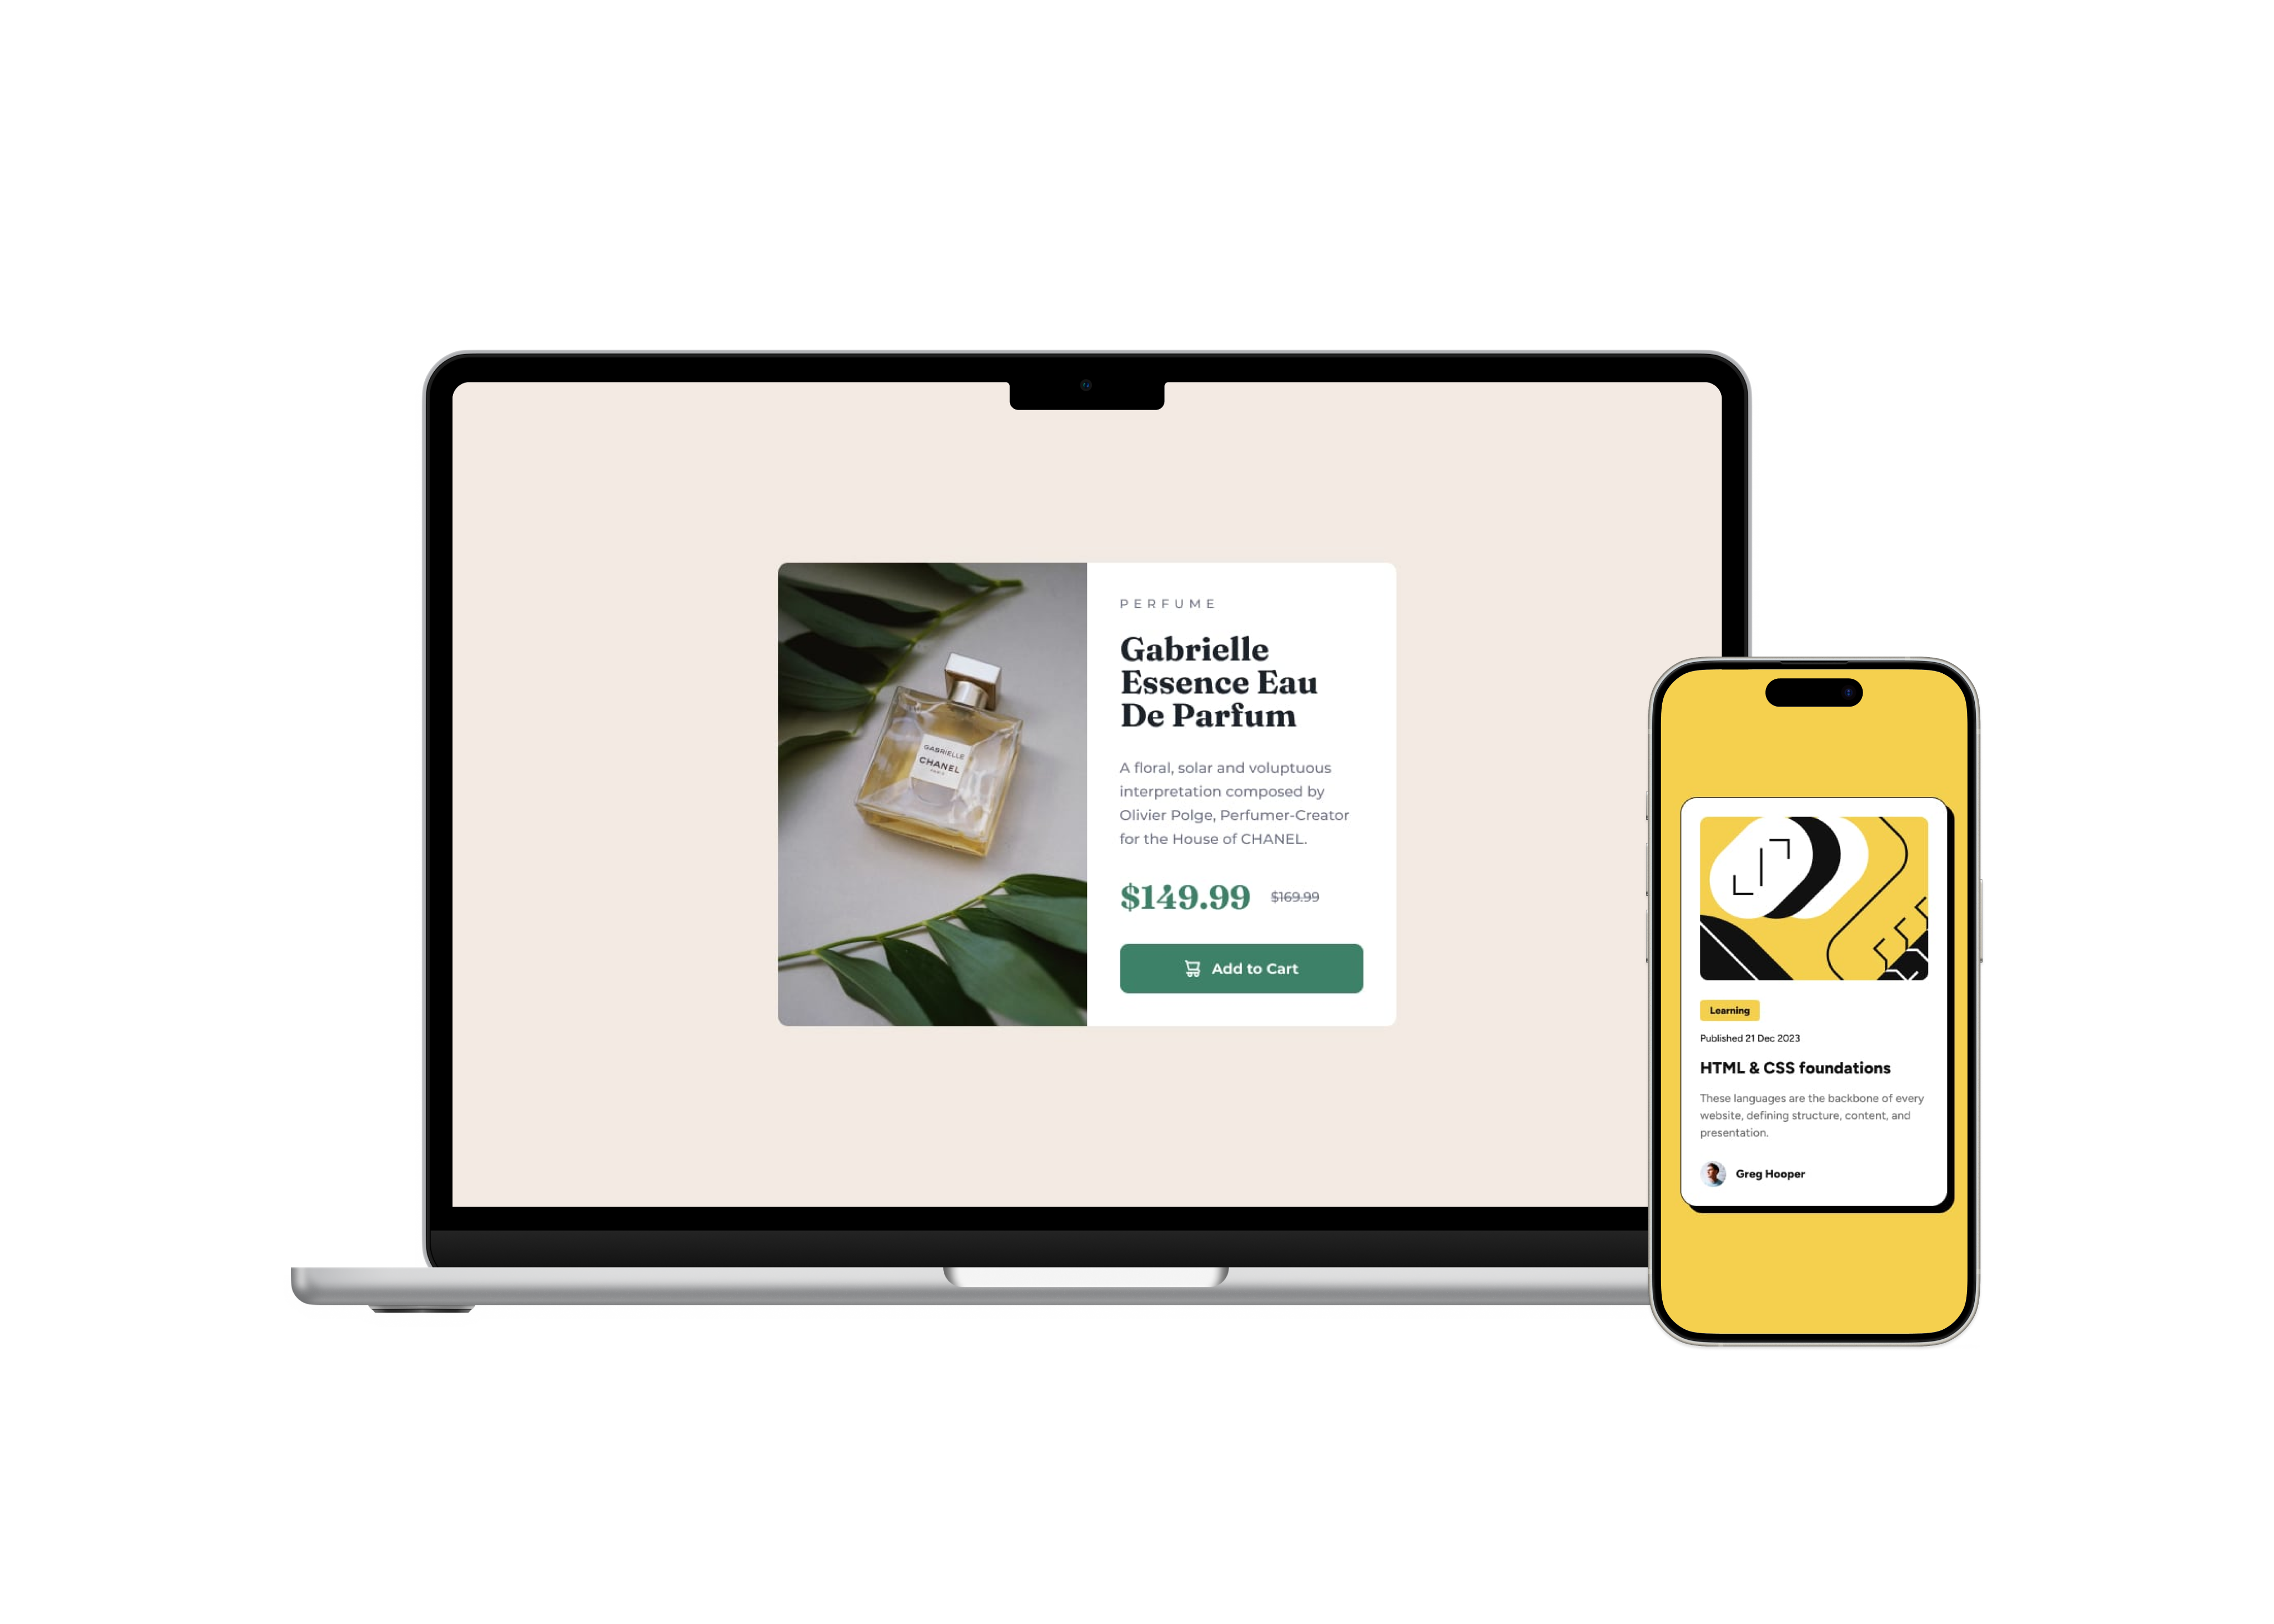 PERFUME
Gabrielle
Essence Eau
De Parfum
A floral, solar and voluptuous
interpretation composed by
Olivier Polge, Perfumer-Creator
for the House of CHANEL.
$149.99 $169.99
Add to Cart
GABRIELLE
CHANEL
PARIS
Learning
Published 21 Dec 2023
HTML & CSS foundations
These languages are the backbone of every
website, defining structure, content, and
presentation.
Greg Hooper